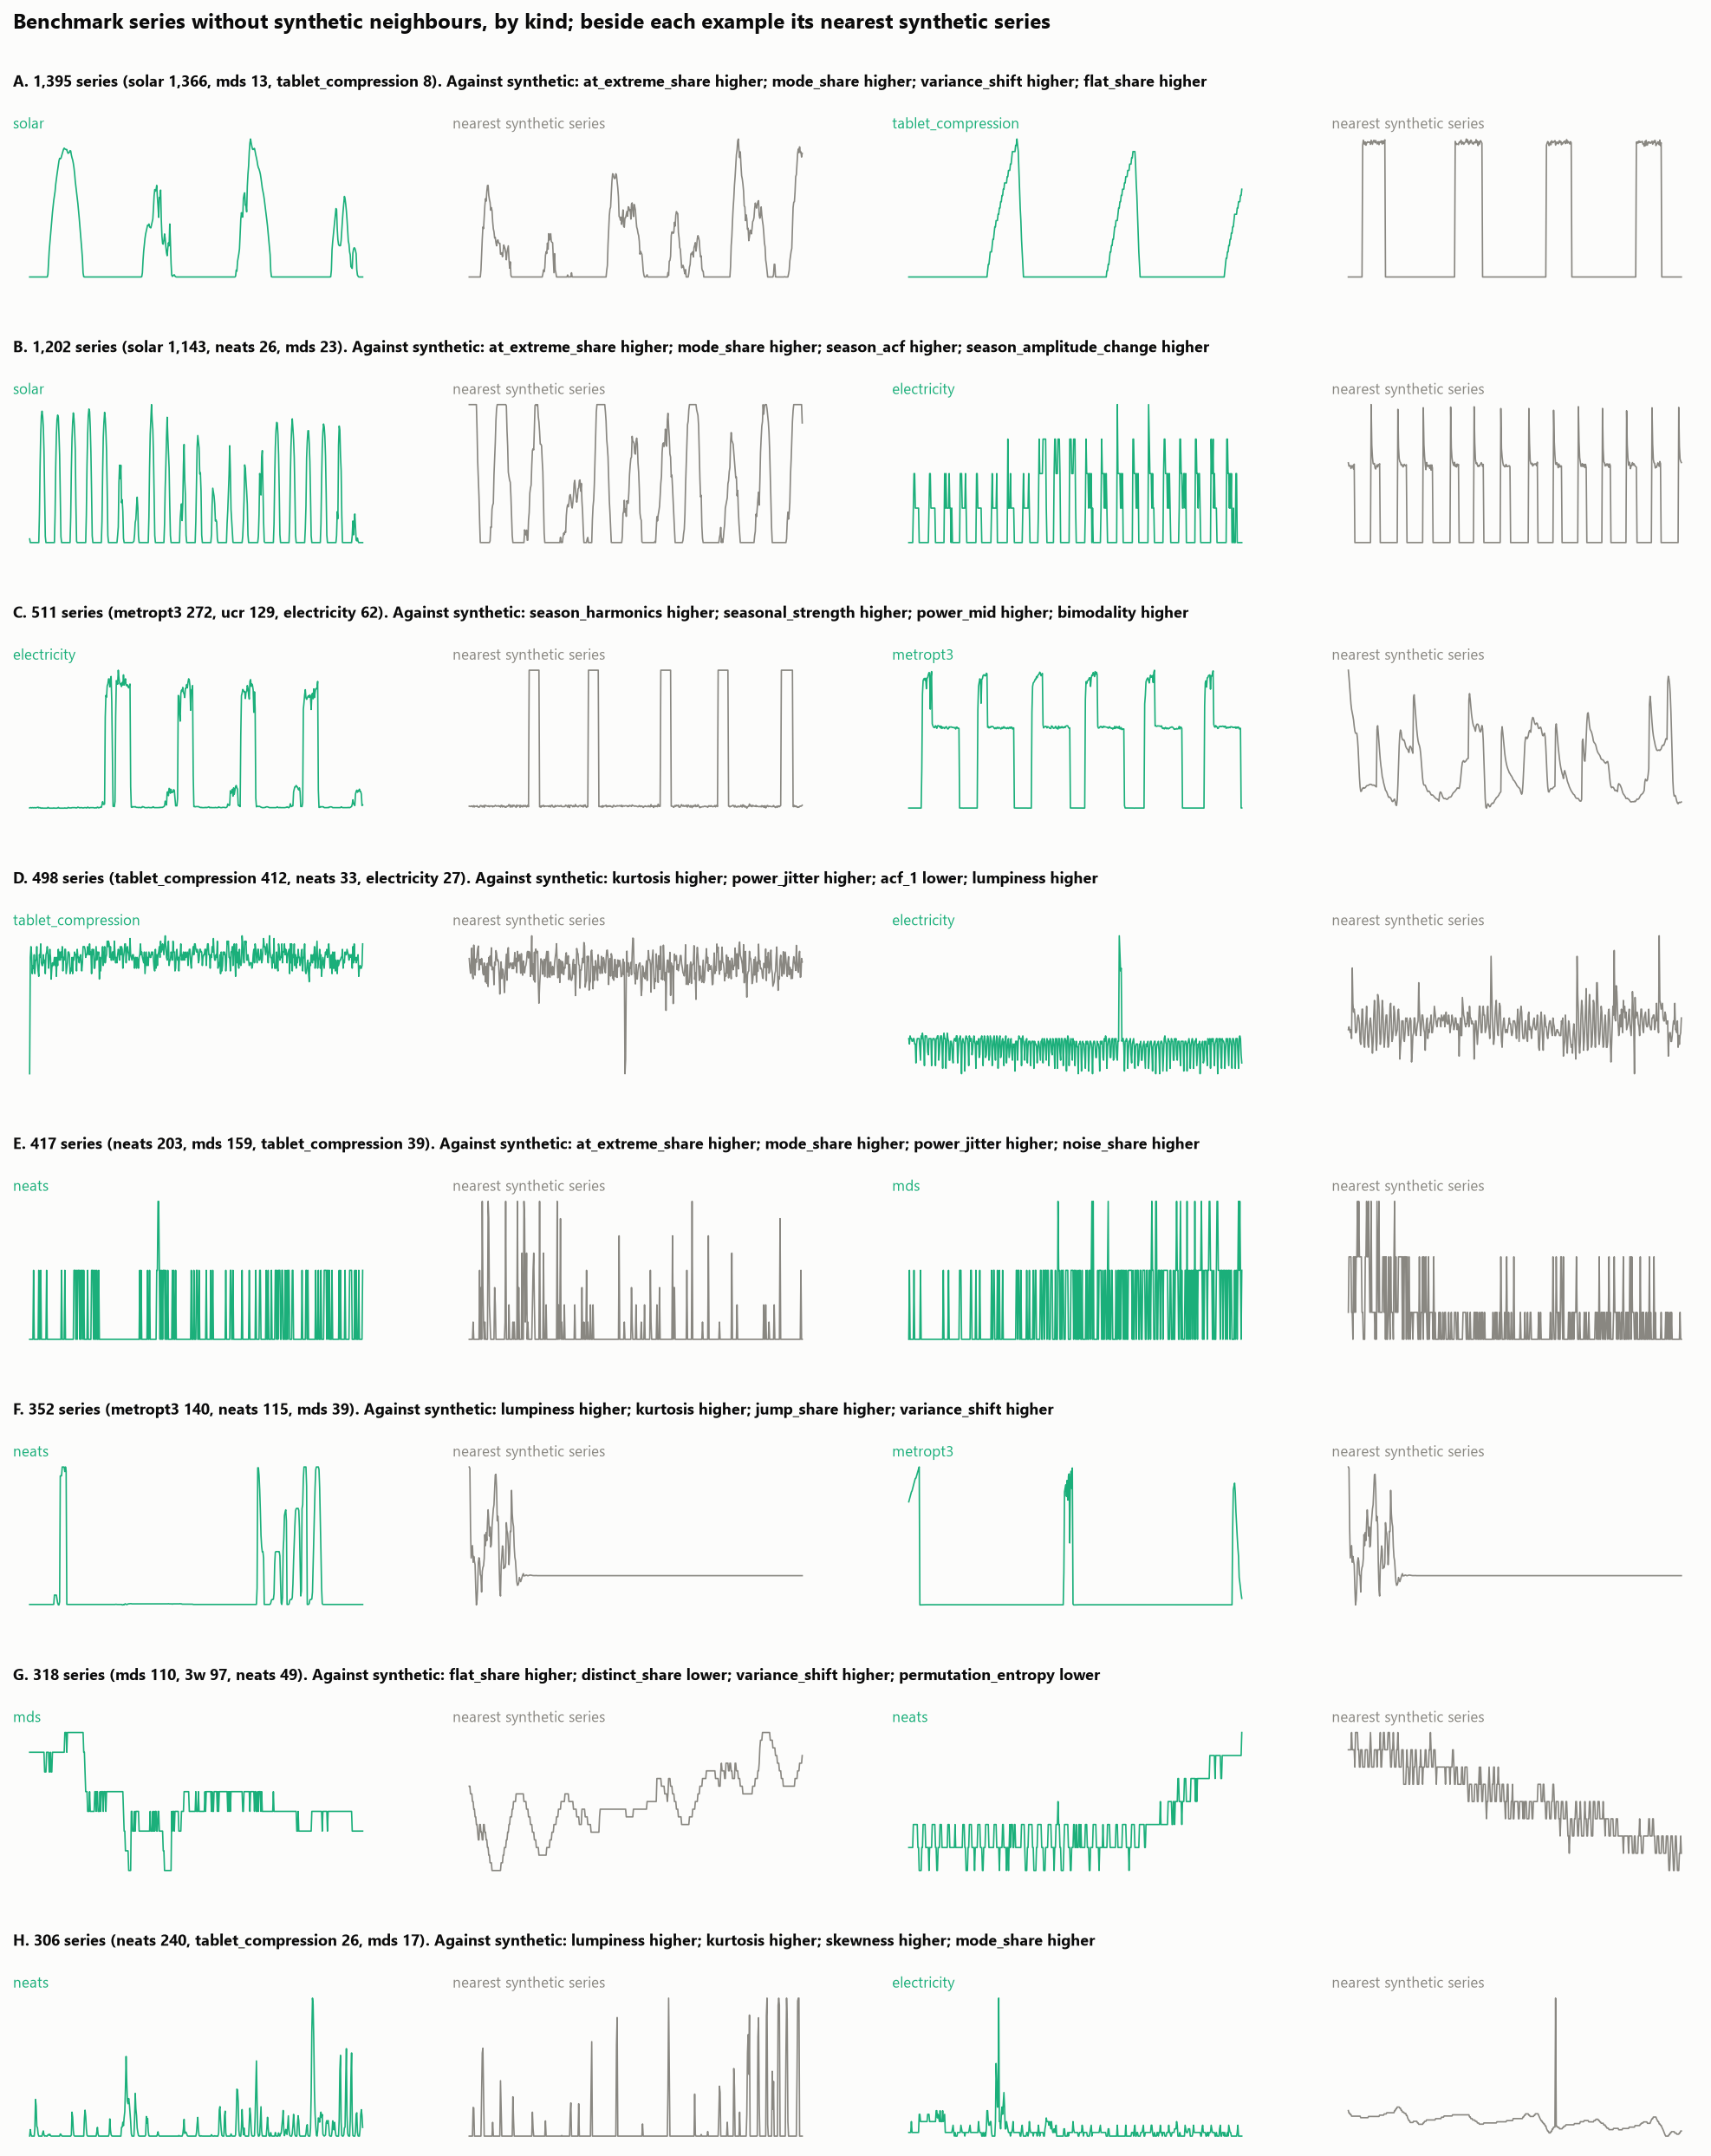 Benchmark series without synthetic neighbours, by kind; beside each example its nearest synthetic series
A. 1,395 series (solar 1,366, mds 13, tablet_compression 8). Against synthetic: at_extreme_share higher; mode_share higher; variance_shift higher; flat_share higher
solar
nearest synthetic series
tablet_compression
nearest synthetic series
B. 1,202 series (solar 1,143, neats 26, mds 23). Against synthetic: at_extreme_share higher; mode_share higher; season_acf higher; season_amplitude_change higher
solar
nearest synthetic series
electricity
nearest synthetic series
C. 511 series (metropt3 272, ucr 129, electricity 62). Against synthetic: season_harmonics higher; seasonal_strength higher; power_mid higher; bimodality higher
electricity
nearest synthetic series
metropt3
nearest synthetic series
D. 498 series (tablet_compression 412, neats 33, electricity 27). Against synthetic: kurtosis higher; power_jitter higher; acf_1 lower; lumpiness higher
tablet_compression
nearest synthetic series
electricity
nearest synthetic series
E. 417 series (neats 203, mds 159, tablet_compression 39). Against synthetic: at_extreme_share higher; mode_share higher; power_jitter higher; noise_share higher
neats
nearest synthetic series
mds
nearest synthetic series
F. 352 series (metropt3 140, neats 115, mds 39). Against synthetic: lumpiness higher; kurtosis higher; jump_share higher; variance_shift higher
neats
nearest synthetic series
metropt3
nearest synthetic series
G. 318 series (mds 110, 3w 97, neats 49). Against synthetic: flat_share higher; distinct_share lower; variance_shift higher; permutation_entropy lower
mds
nearest synthetic series
neats
nearest synthetic series
H. 306 series (neats 240, tablet_compression 26, mds 17). Against synthetic: lumpiness higher; kurtosis higher; skewness higher; mode_share higher
neats
nearest synthetic series
electricity
nearest synthetic series